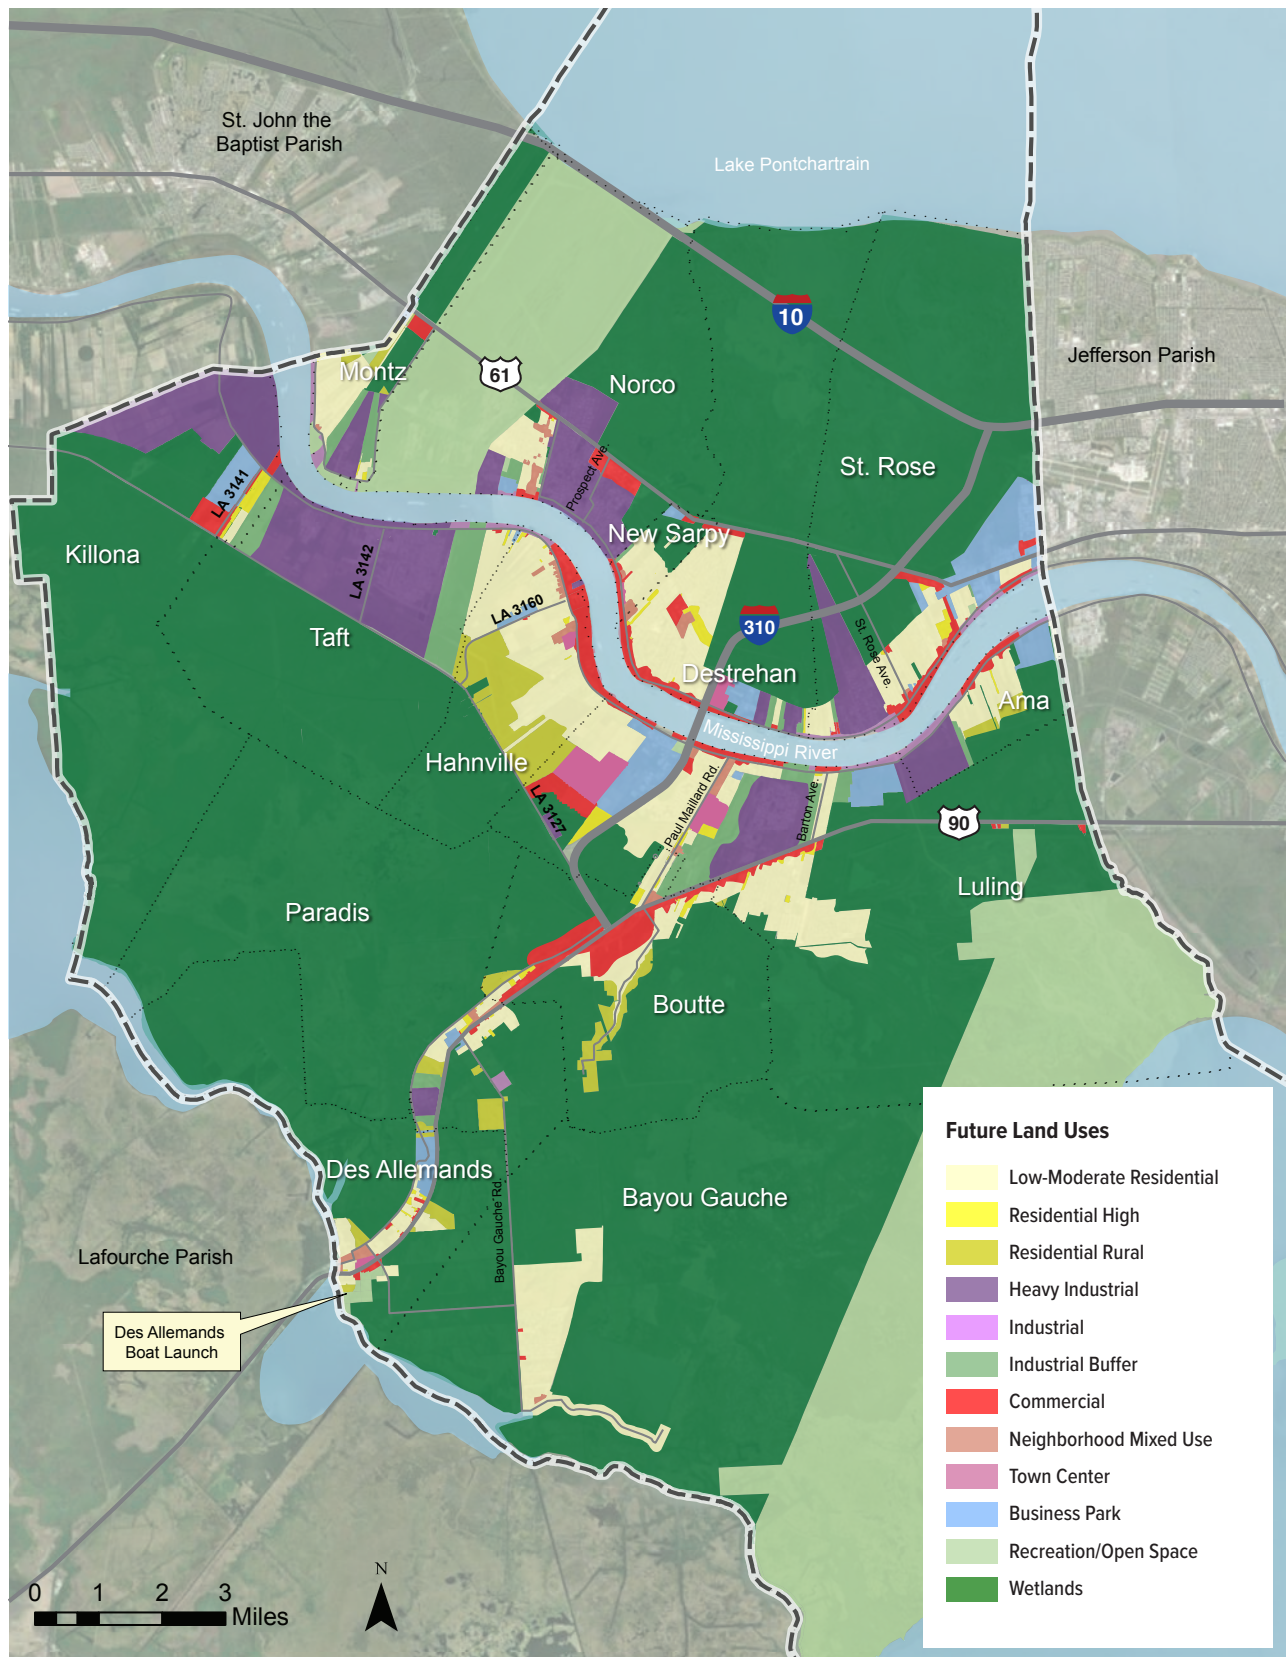 St. John the
Baptist Parish
Lake Pontchartrain
10
Jefferson Parish
Montz
61
Norco
St. Rose
LA 3141
Prospect Ave.
New Sarpy
Killona
LA 3142
LA 3160
Taft
310
St. Rose Ave.
Destrehan
Ama
Mississippi River
Hahnville
LA 3127
Paul Maillard Rd.
Barton Ave.
90
Luling
Paradis
Boutte
Des Allemands
Bayou Gauche Rd.
Bayou Gauche
Lafourche Parish
Des Allemands
Boat Launch
Future Land Uses
Low-Moderate Residential
Residential High
Residential Rural
Heavy Industrial
Industrial
Industrial Buffer
Commercial
Neighborhood Mixed Use
Town Center
Business Park
Recreation/Open Space
Wetlands
N
0 1 2 3
Miles